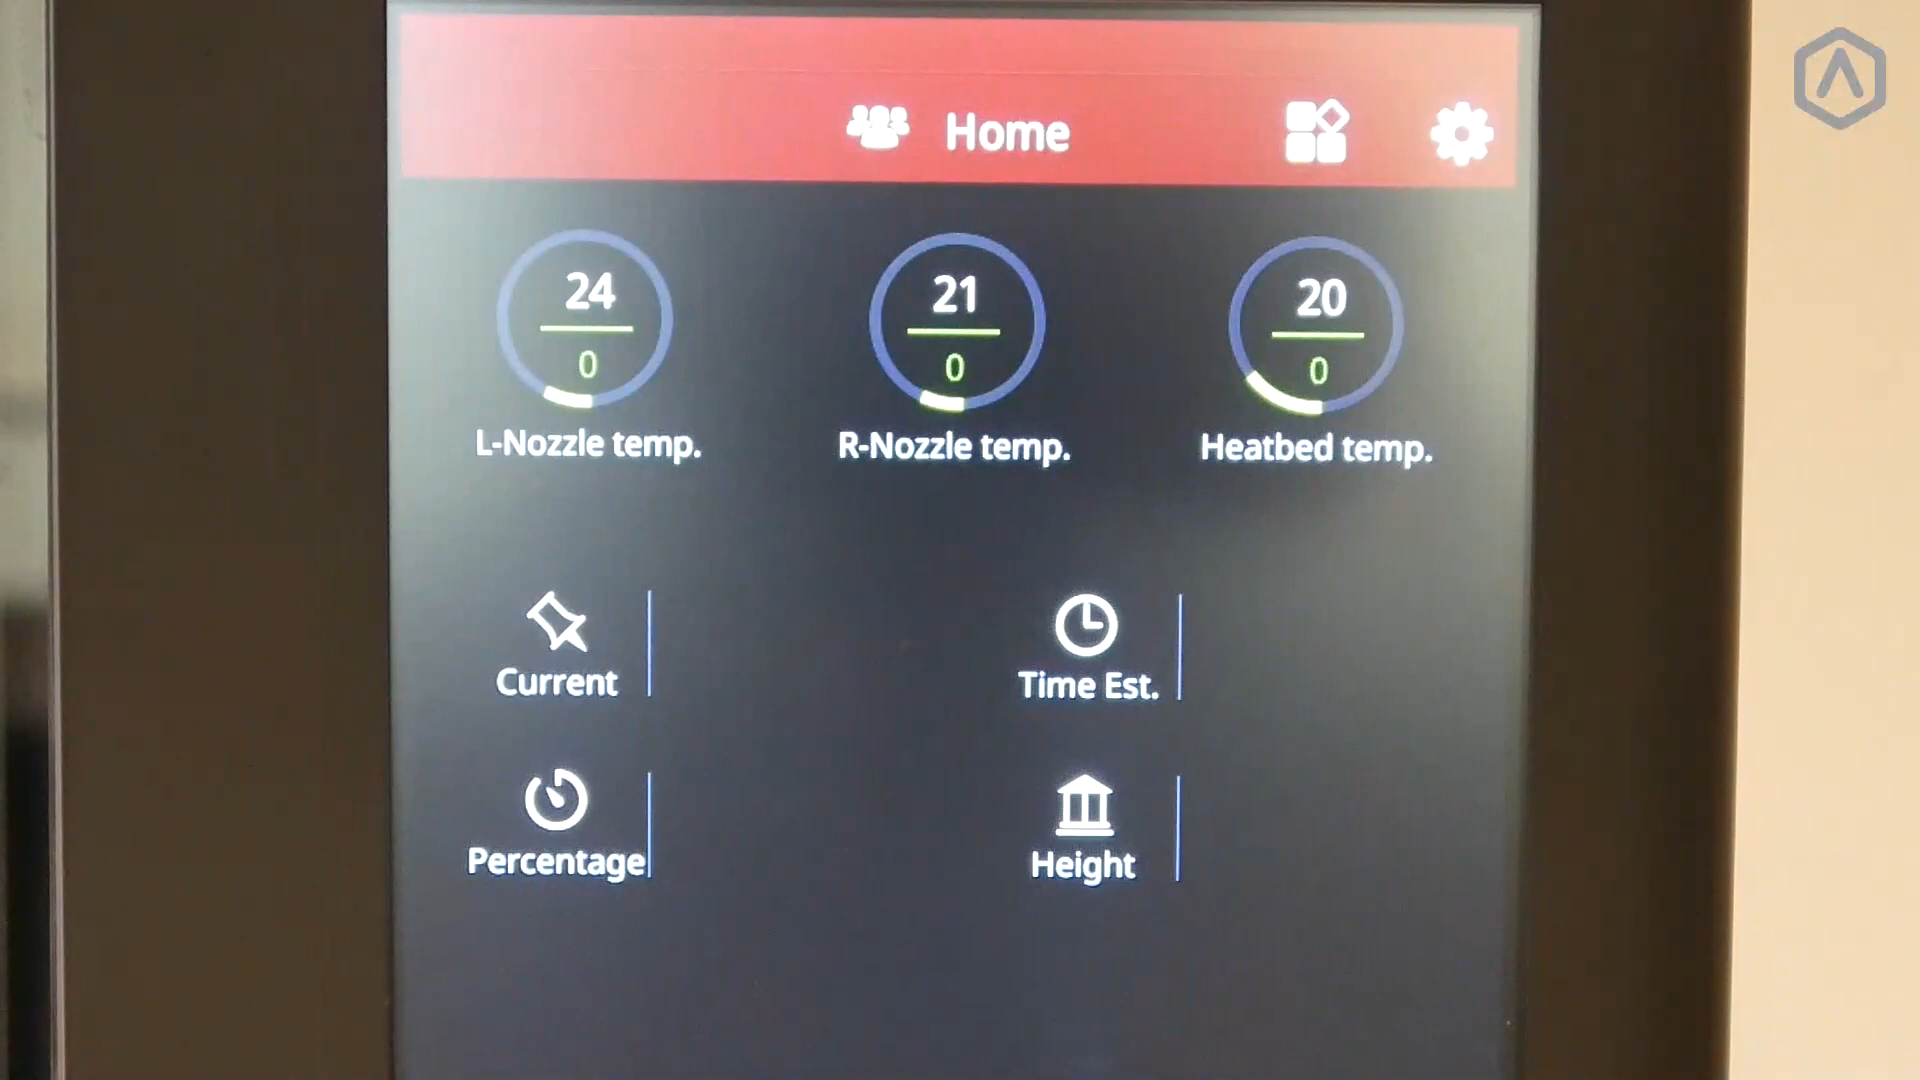 Home
24
0
L-Nozzle temp.
21
0
R-Nozzle temp.
20
0
Heatbed temp.
Current
Time Est.
Percentage
Height